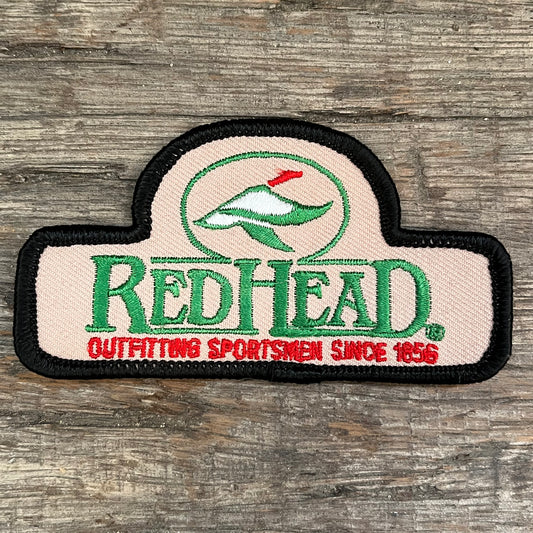 REDHEAD®
OUTFITTING SPORTSMEN SINCE 1856